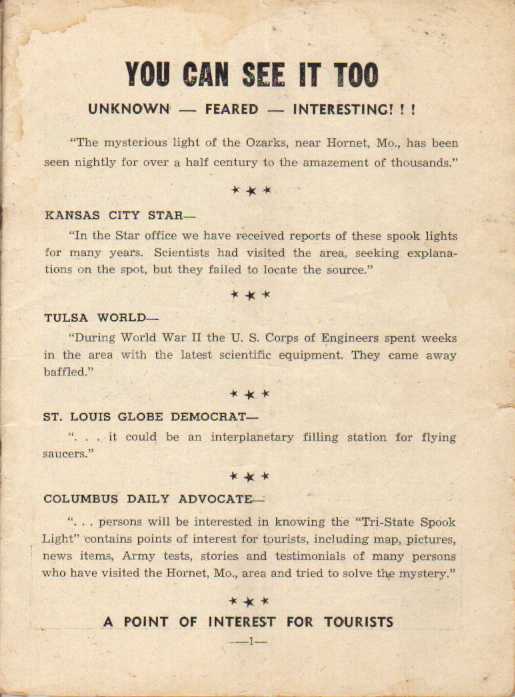 YOU CAN SEE IT TOO
UNKNOWN — FEARED — INTERESTING! ! !
"The mysterious light of the Ozarks, near Hornet, Mo., has been
seen nightly for over a half century to the amazement of thousands."
★ ★ ★
KANSAS CITY STAR—
"In the Star office we have received reports of these spook lights
for many years. Scientists had visited the area, seeking explana-
tions on the spot, but they failed to locate the source."
★ ★ ★
TULSA WORLD—
"During World War II the U. S. Corps of Engineers spent weeks
in the area with the latest scientific equipment. They came away
baffled."
★ ★ ★
ST. LOUIS GLOBE DEMOCRAT—
". . . it could be an interplanetary filling station for flying
saucers."
★ ★ ★
COLUMBUS DAILY ADVOCATE—
". . . persons will be interested in knowing the "Tri-State Spook
Light" contains points of interest for tourists, including map, pictures,
news items, Army tests, stories and testimonials of many persons
who have visited the Hornet, Mo., area and tried to solve the mystery."
★ ★ ★
A POINT OF INTEREST FOR TOURISTS
—1—